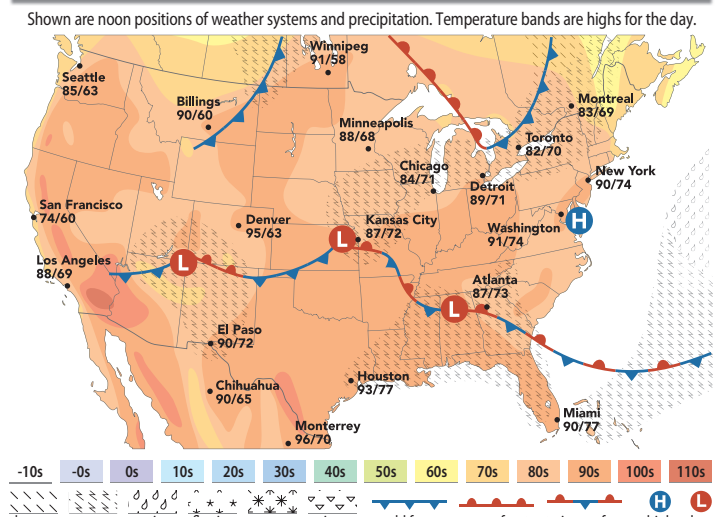 Shown are noon positions of weather systems and precipitation. Temperature bands are highs for the day.
Winnipeg
91/58
Seattle
85/63
Billings
90/60
Montreal
83/69
Minneapolis
88/68
Toronto
82/70
Chicago
84/71
New York
90/74
Detroit
89/71
San Francisco
74/60
Denver
95/63
L
Kansas City
87/72
Washington
91/74
H
Los Angeles
88/69
L
Atlanta
87/73
L
El Paso
90/72
Chihuahua
90/65
Houston
93/77
Monterrey
96/70
Miami
90/77
-10s -0s 0s 10s 20s 30s 40s 50s 60s 70s 80s 90s 100s 110s
H L